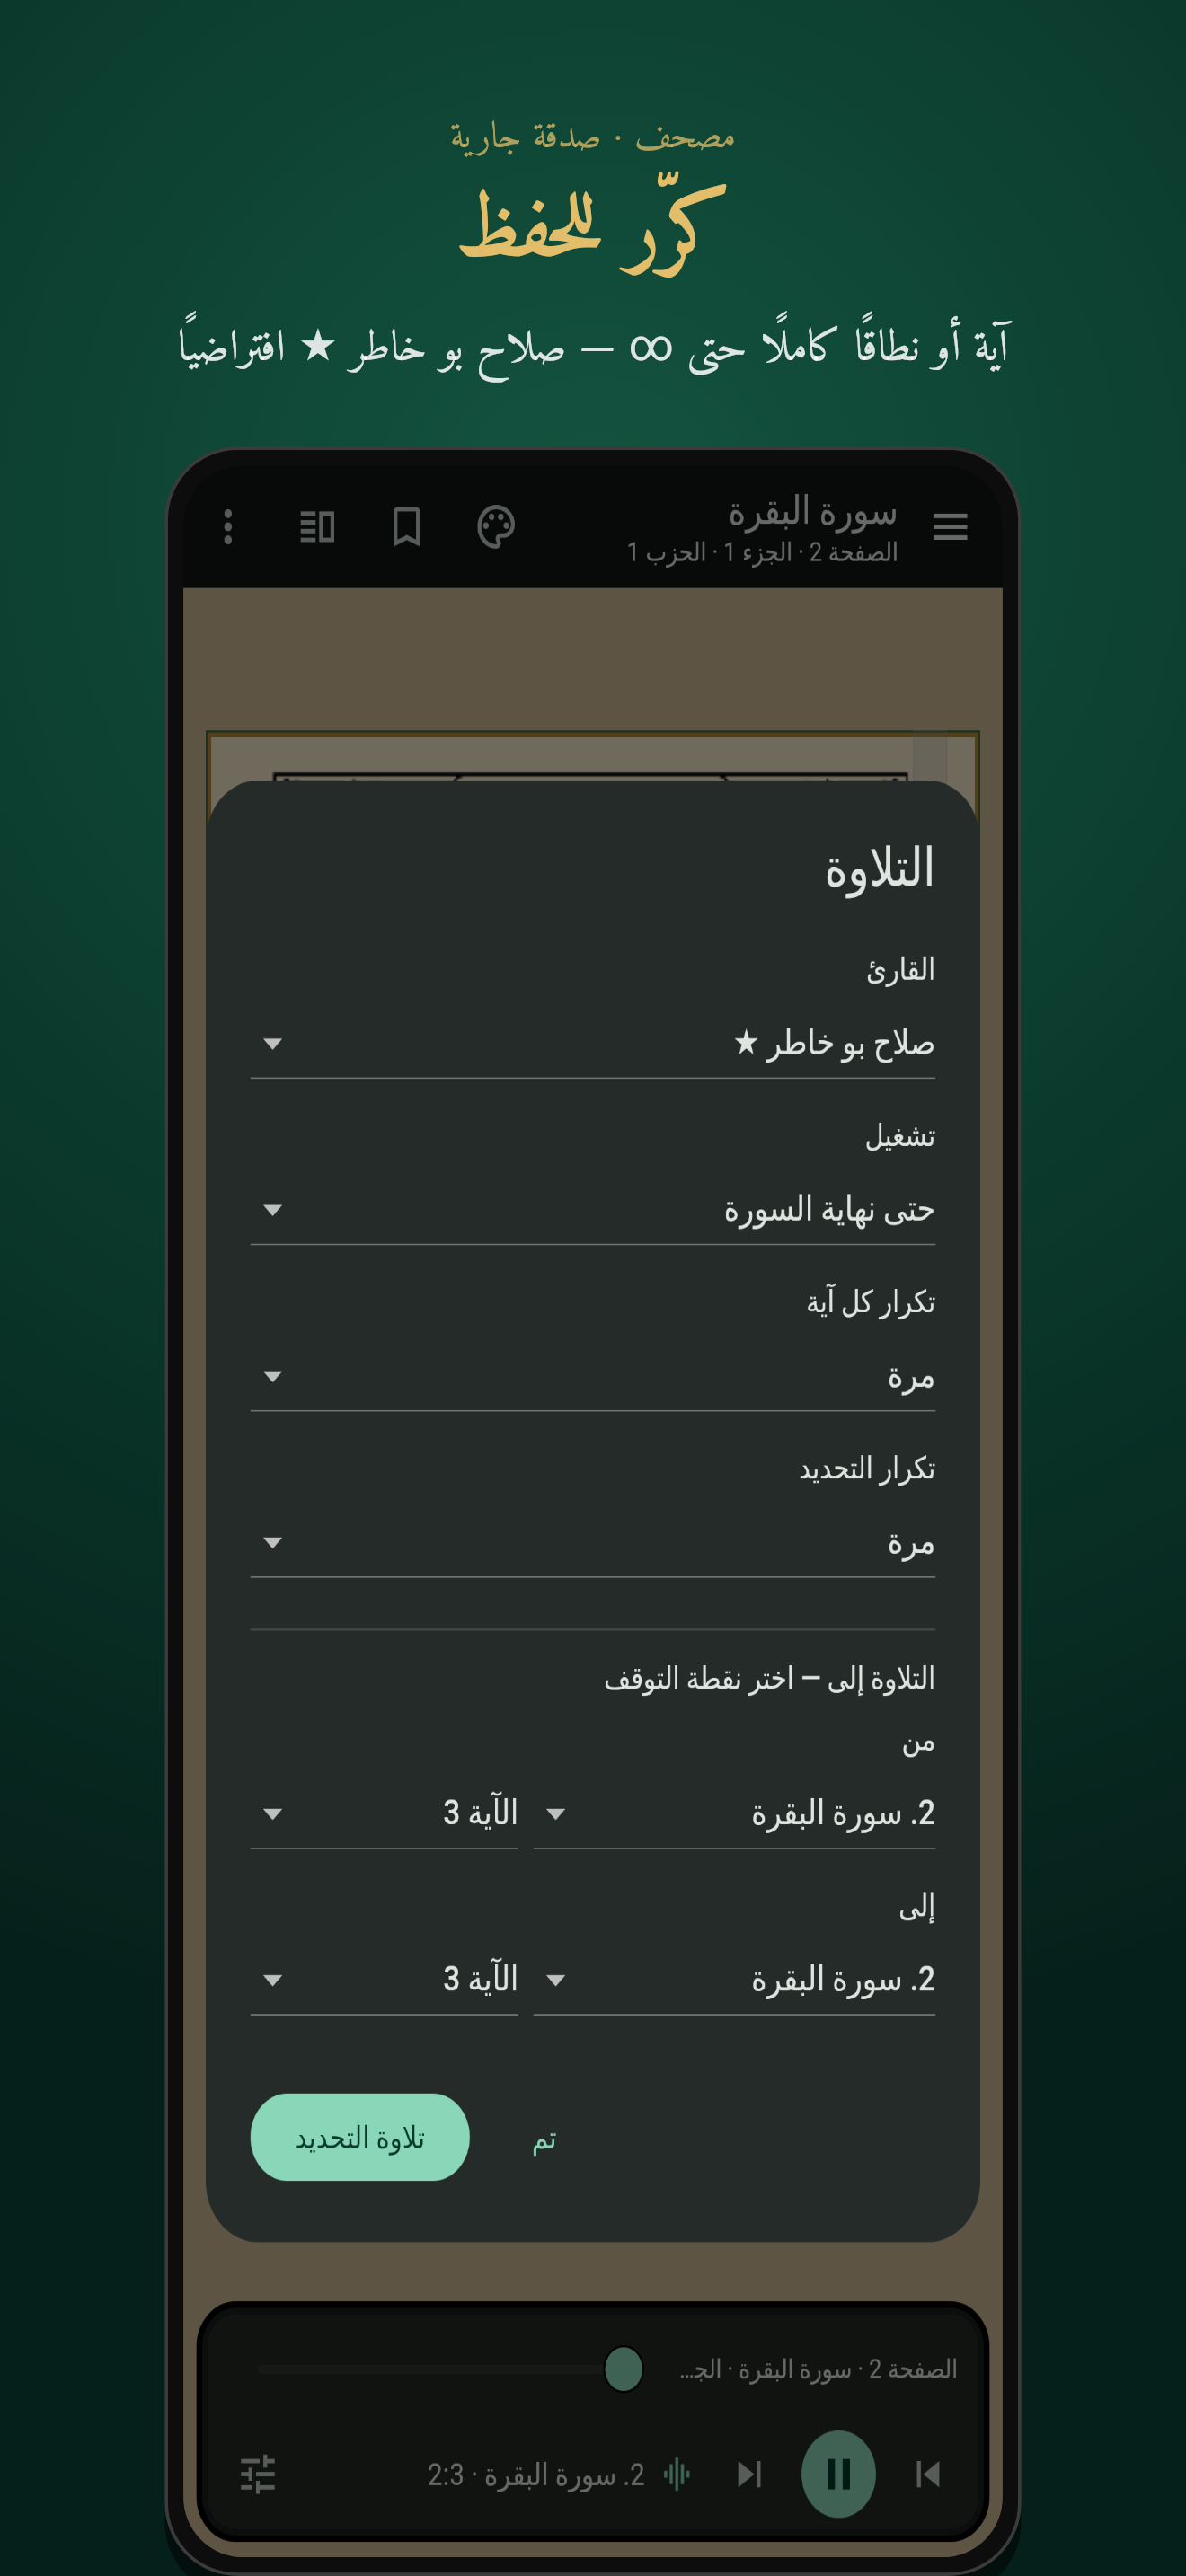 مصحف · صدقة جارية
كرّر للحفظ
آية أو نطاقًا كاملًا حتى ∞ — صلاح بو خاطر ★ افتراضيًا
سورة البقرة
الصفحة 2 · الجزء 1 · الحزب 1
التلاوة
القارئ
صلاح بو خاطر ★
تشغيل
حتى نهاية السورة
تكرار كل آية
مرة
تكرار التحديد
مرة
التلاوة إلى — اختر نقطة التوقف
من
2. سورة البقرة الآية 3
إلى
2. سورة البقرة الآية 3
تم تلاوة التحديد
الصفحة 2 · سورة البقرة · الجـ...
2. سورة البقرة · 2:3